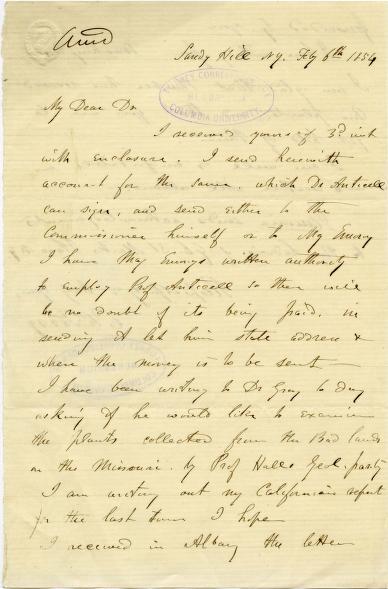 Ansd
Sandy Hill NY. Feby 6th 1854
TORREY CORRESPONDENCE
COLUMBIA UNIVERSITY.
My Dear Dr.
I received yours of 3d inst
with enclosure. I send herewith
account for the same, which Dr Antisell
can sign, and send either to the
Commissioner himself or to Maj Emory
I have Maj Emorys written authority
to employ Prof Antisell so there will
be no doubt of its being paid, in
sending it let him state address &
where the money is to be sent
I have been writing to Dr Gray to day
asking if he would like to examine
the plants collected from the Bad lands
on the Missouri by Prof Halls Geol. party
I am writing out my Californian report
for the last time I hope
I received in Albany the letter